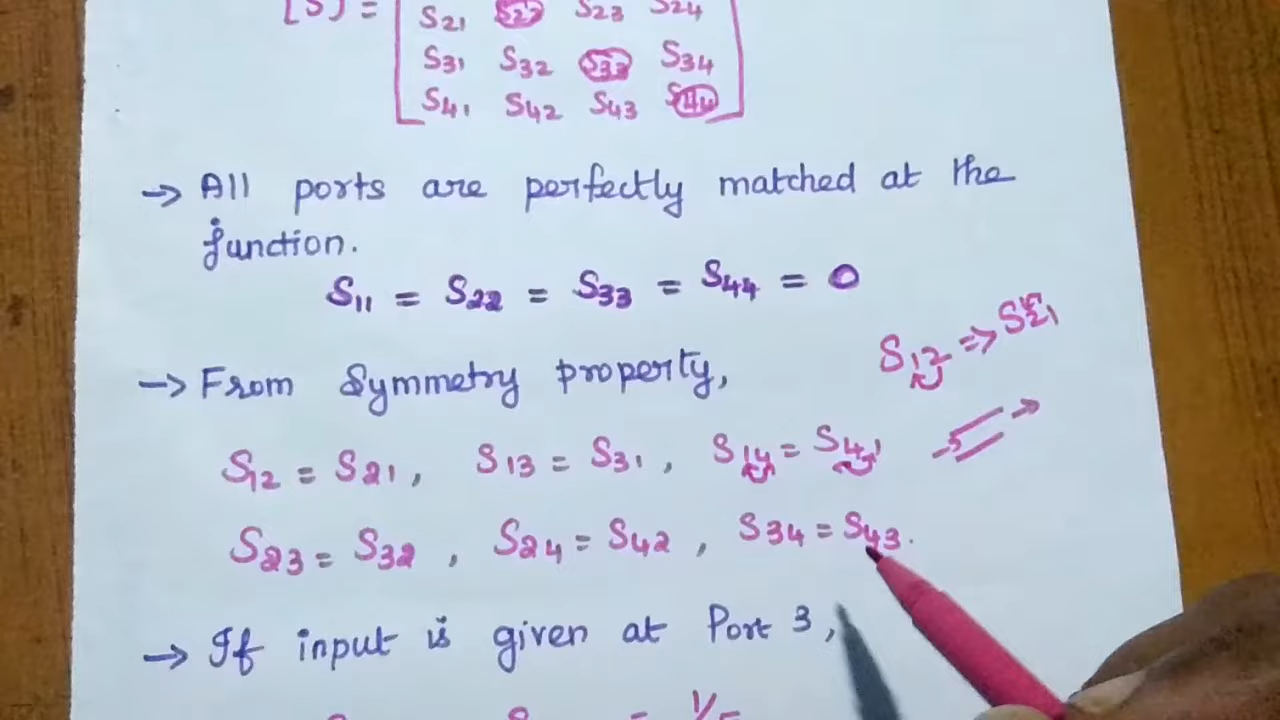 [S] =
S21 S22 S23 S24
S31 S32 S33 S34
S41 S42 S43 S44
→ All ports are perfectly matched at the
junction.
S11 = S22 = S33 = S44 = 0
S12 => S21
→ From Symmetry property,
S12 = S21, S13 = S31, S14 = S41
S23 = S32, S24 = S42, S34 = S43.
→ If input is given at Port 3,